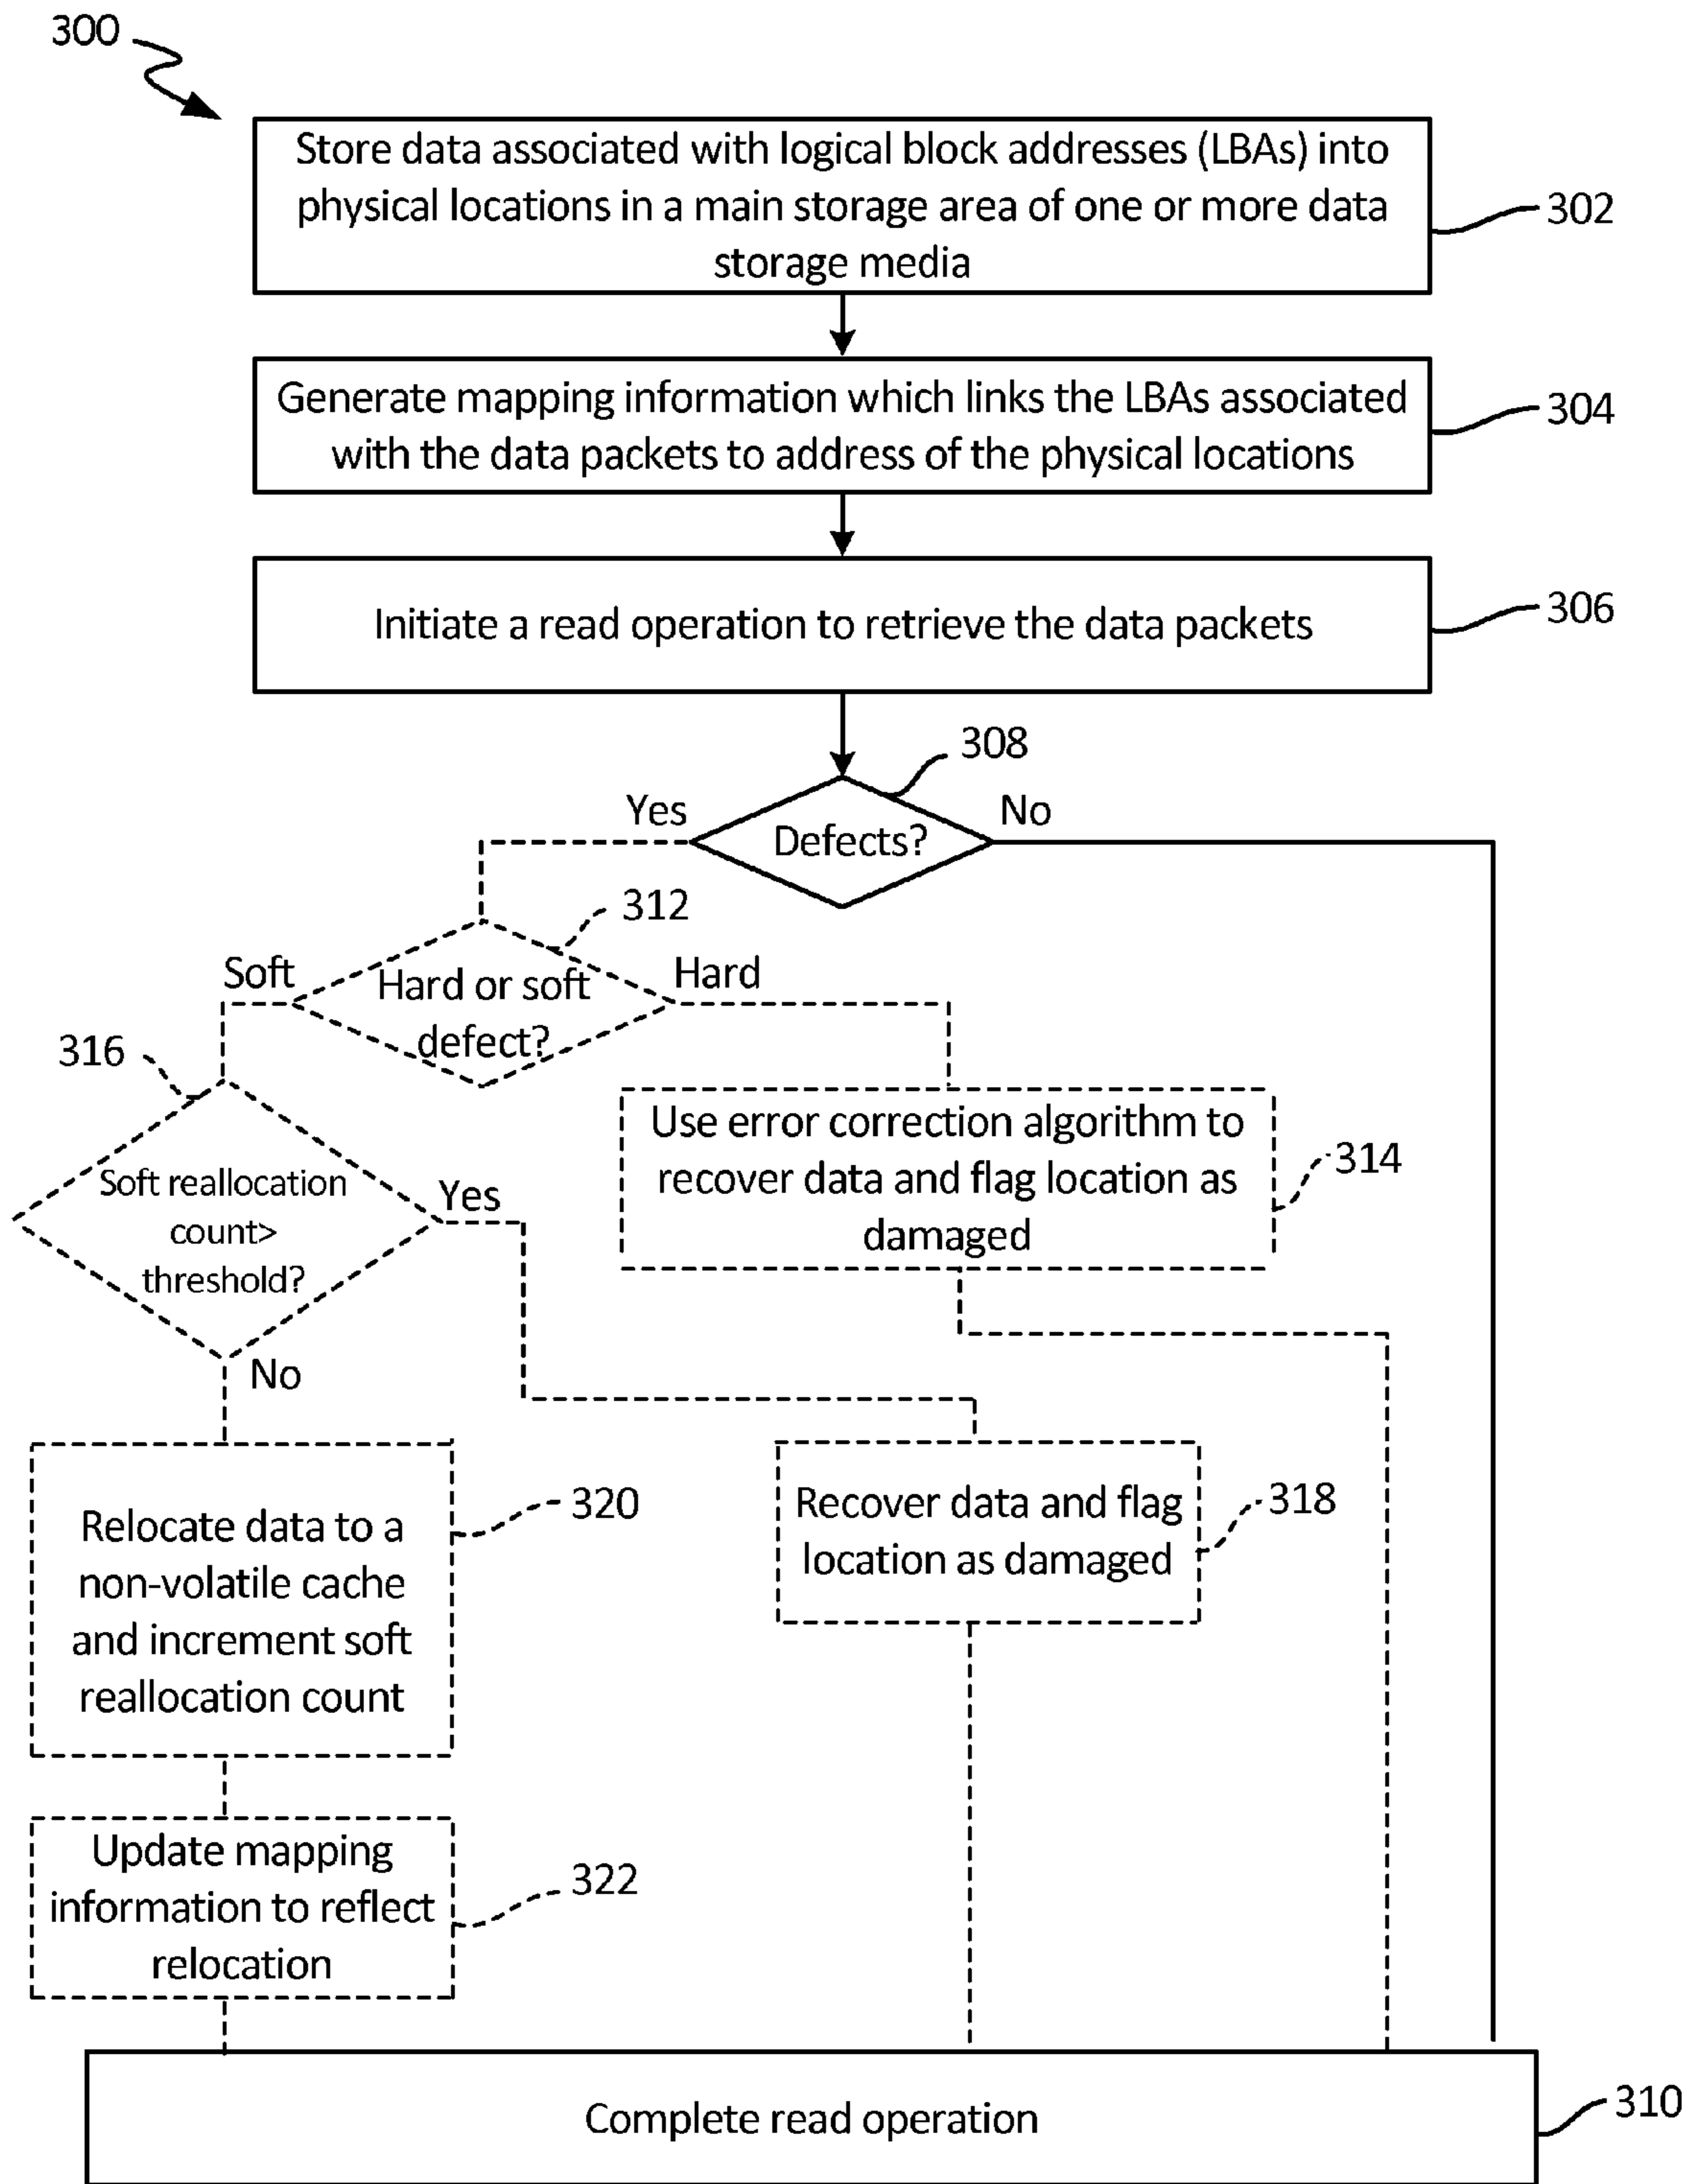 300
Store data associated with logical block addresses (LBAs) into
physical locations in a main storage area of one or more data
storage media
302
Generate mapping information which links the LBAs associated
with the data packets to address of the physical locations
304
Initiate a read operation to retrieve the data packets
306
308
Yes
Defects?
No
312
Soft
Hard or soft
defect?
Hard
316
Soft reallocation
count>
threshold?
Yes
No
Use error correction algorithm to
recover data and flag location as
damaged
314
Relocate data to a
non-volatile cache
and increment soft
reallocation count
320
Recover data and flag
location as damaged
318
Update mapping
information to reflect
relocation
322
Complete read operation
310